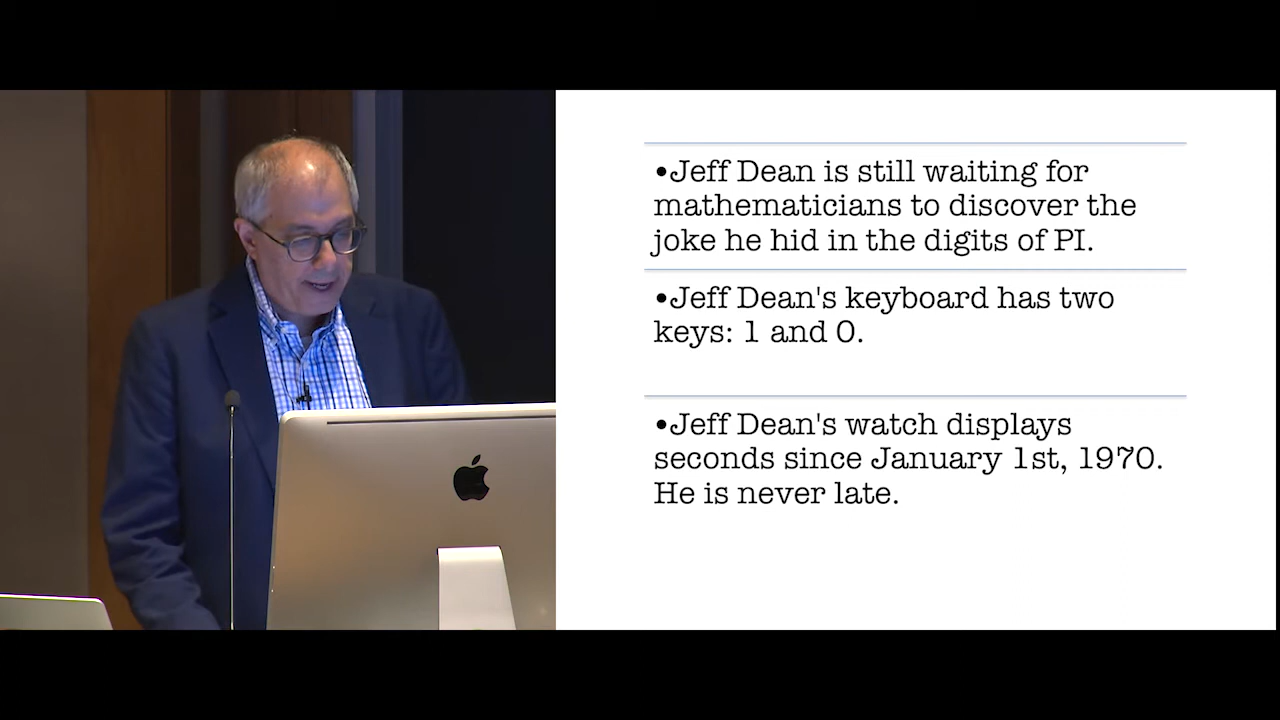 •Jeff Dean is still waiting for
mathematicians to discover the
joke he hid in the digits of PI.
•Jeff Dean's keyboard has two
keys: 1 and 0.
•Jeff Dean's watch displays
seconds since January 1st, 1970.
He is never late.